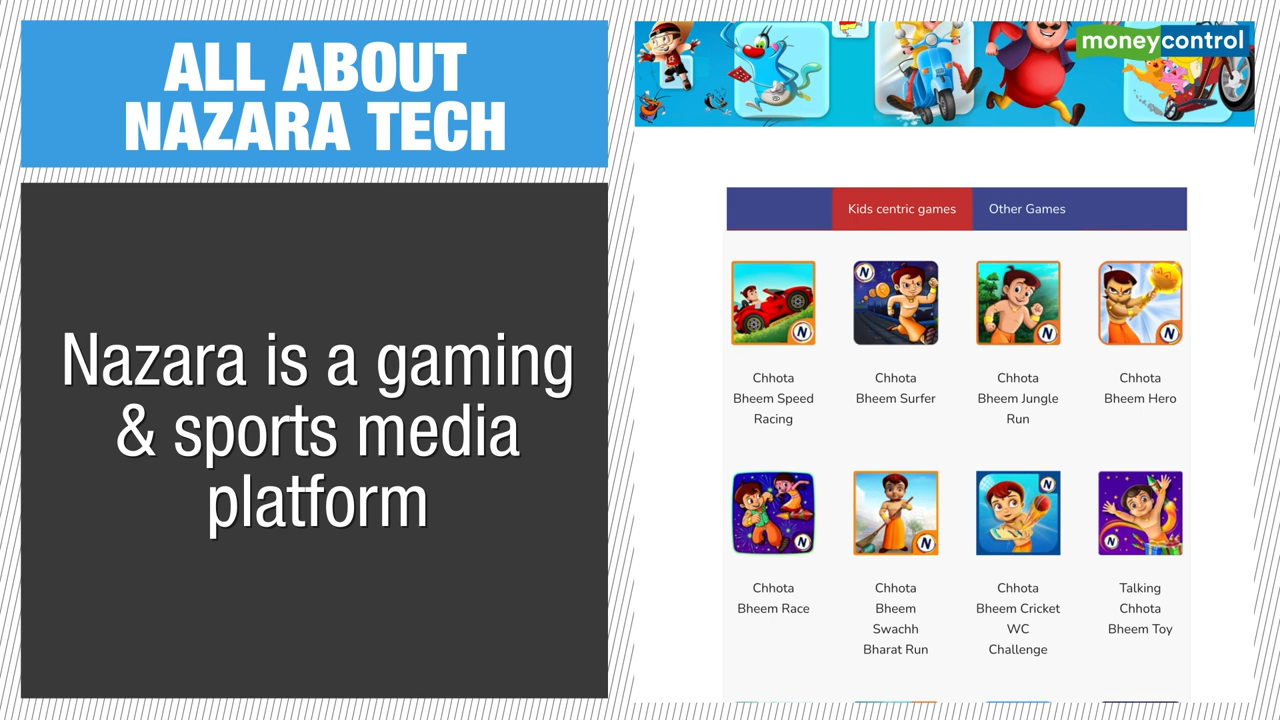 ALL ABOUT
NAZARA TECH
Nazara is a gaming
& sports media
platform
moneycontrol
Kids centric games
Other Games
Chhota
Bheem Speed
Racing
Chhota
Bheem Surfer
Chhota
Bheem Jungle
Run
Chhota
Bheem Hero
Chhota
Bheem Race
Chhota
Bheem
Swachh
Bharat Run
Chhota
Bheem Cricket
WC
Challenge
Talking
Chhota
Bheem Toy
N
N
N
N
N
N
N
N